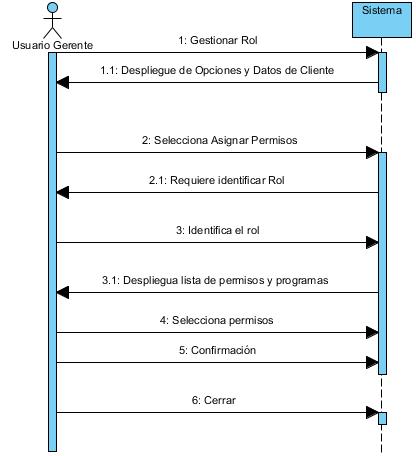 Sistema
Usuario Gerente
1: Gestionar Rol
1.1: Despliegue de Opciones y Datos de Cliente
2: Selecciona Asignar Permisos
2.1: Requiere identificar Rol
3: Identifica el rol
3.1: Despliegua lista de permisos y programas
4: Selecciona permisos
5: Confirmación
6: Cerrar